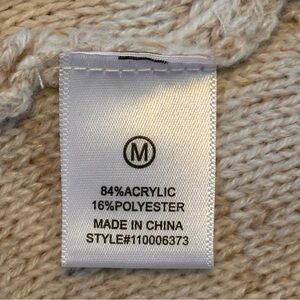 M
84%ACRYLIC
16%POLYESTER
MADE IN CHINA
STYLE#110006373